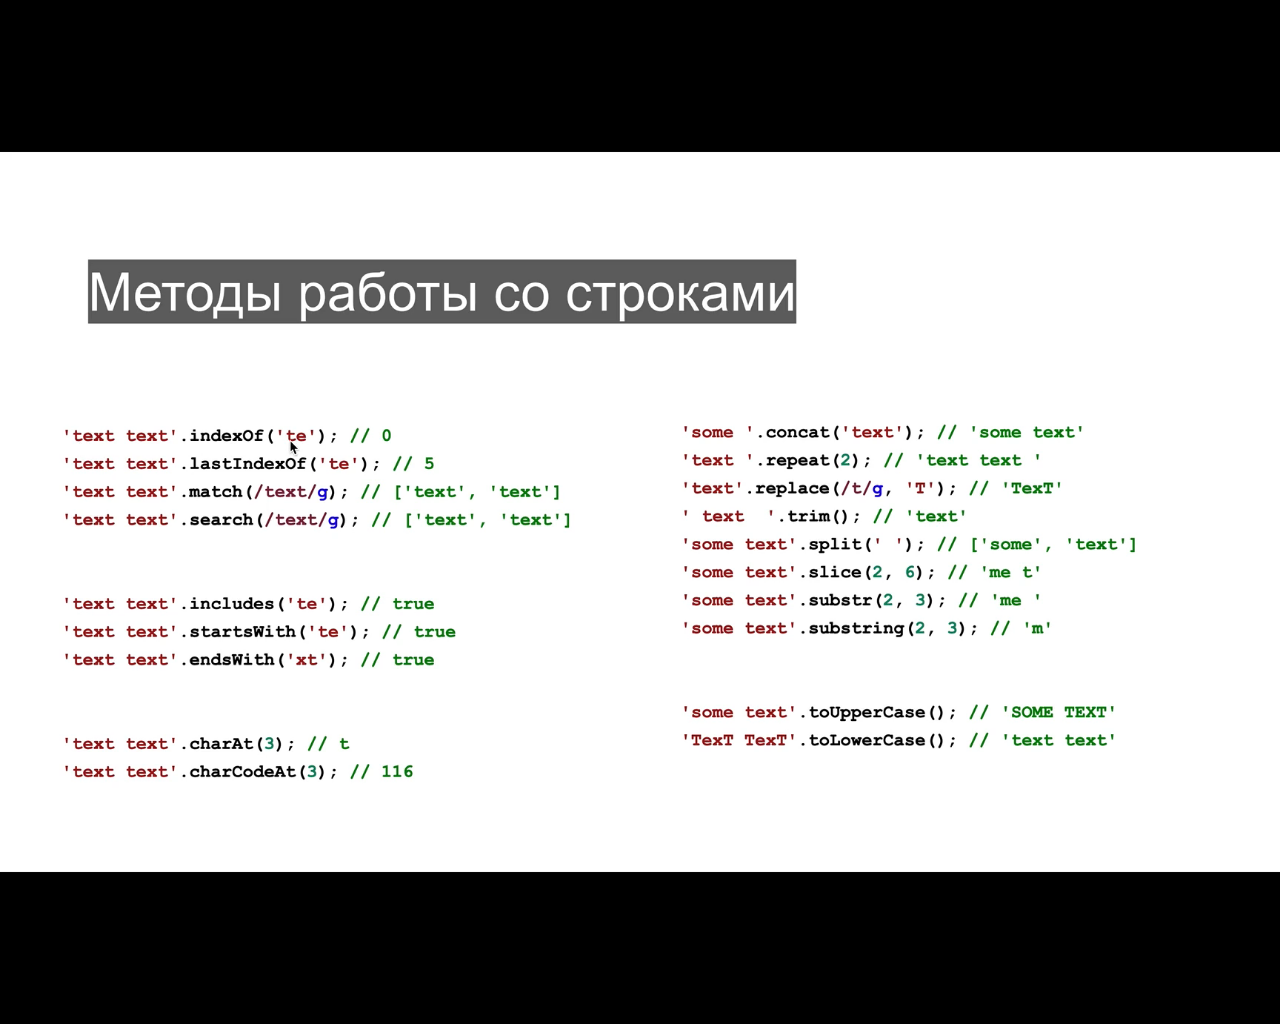 Методы работы со строками
'text text'.indexOf('te'); // 0
'text text'.lastIndexOf('te'); // 5
'text text'.match(/text/g); // ['text', 'text']
'text text'.search(/text/g); // ['text', 'text']
'text text'.includes('te'); // true
'text text'.startsWith('te'); // true
'text text'.endsWith('xt'); // true
'text text'.charAt(3); // t
'text text'.charCodeAt(3); // 116
'some '.concat('text'); // 'some text'
'text '.repeat(2); // 'text text '
'text'.replace(/t/g, 'T'); // 'TexT'
' text  '.trim(); // 'text'
'some text'.split(' '); // ['some', 'text']
'some text'.slice(2, 6); // 'me t'
'some text'.substr(2, 3); // 'me '
'some text'.substring(2, 3); // 'm'
'some text'.toUpperCase(); // 'SOME TEXT'
'TexT TexT'.toLowerCase(); // 'text text'